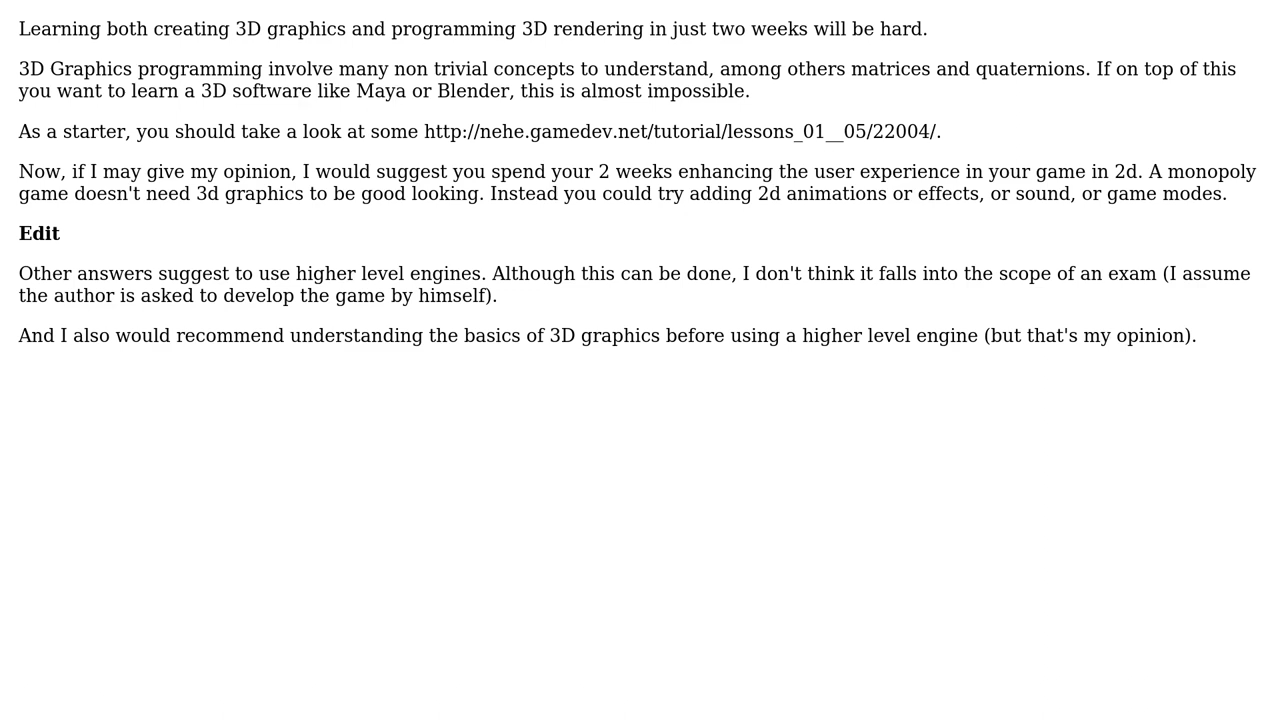 Learning both creating 3D graphics and programming 3D rendering in just two weeks will be hard.
3D Graphics programming involve many non trivial concepts to understand, among others matrices and quaternions. If on top of this
you want to learn a 3D software like Maya or Blender, this is almost impossible.
As a starter, you should take a look at some http://nehe.gamedev.net/tutorial/lessons_01__05/22004/.
Now, if I may give my opinion, I would suggest you spend your 2 weeks enhancing the user experience in your game in 2d. A monopoly
game doesn't need 3d graphics to be good looking. Instead you could try adding 2d animations or effects, or sound, or game modes.
Edit
Other answers suggest to use higher level engines. Although this can be done, I don't think it falls into the scope of an exam (I assume
the author is asked to develop the game by himself).
And I also would recommend understanding the basics of 3D graphics before using a higher level engine (but that's my opinion).